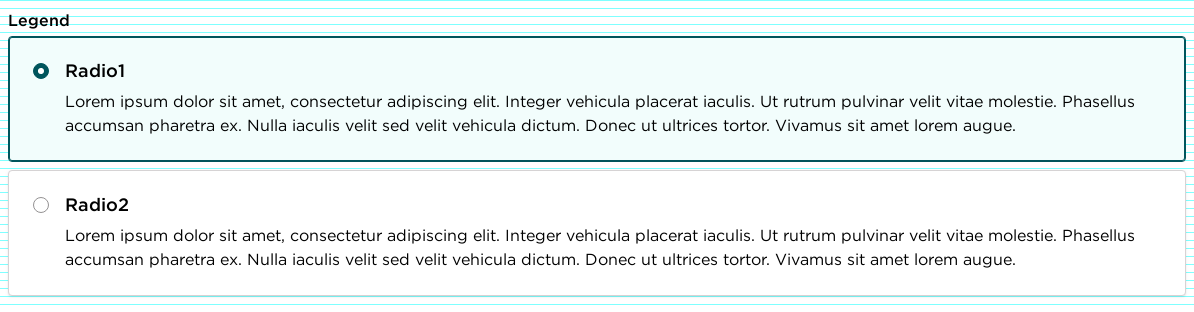 Legend
Radio1
Lorem ipsum dolor sit amet, consectetur adipiscing elit. Integer vehicula placerat iaculis. Ut rutrum pulvinar velit vitae molestie. Phasellus
accumsan pharetra ex. Nulla iaculis velit sed velit vehicula dictum. Donec ut ultrices tortor. Vivamus sit amet lorem augue.
Radio2
Lorem ipsum dolor sit amet, consectetur adipiscing elit. Integer vehicula placerat iaculis. Ut rutrum pulvinar velit vitae molestie. Phasellus
accumsan pharetra ex. Nulla iaculis velit sed velit vehicula dictum. Donec ut ultrices tortor. Vivamus sit amet lorem augue.